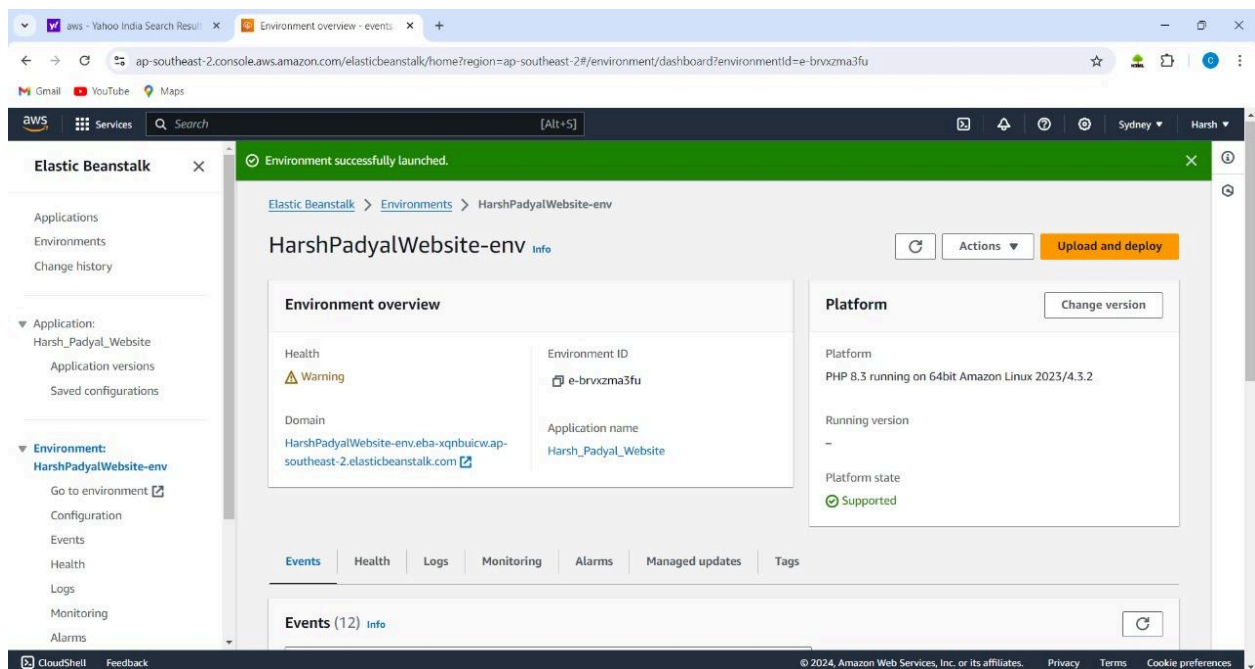 aws - Yahoo India Search Result
Environment overview - events
ap-southeast-2.console.aws.amazon.com/elasticbeanstalk/home?region=ap-southeast-2#/environment/dashboard?environmentId=e-brvxzma3fu
Gmail YouTube Maps
aws Services Search [Alt+S] Sydney Harsh
Elastic Beanstalk
Applications
Environments
Change history
Application:
Harsh_Padyal_Website
Application versions
Saved configurations
Environment:
HarshPadyalWebsite-env
Go to environment
Configuration
Events
Health
Logs
Monitoring
Alarms
Environment successfully launched.
Elastic Beanstalk > Environments > HarshPadyalWebsite-env
HarshPadyalWebsite-env Info
Actions Upload and deploy
Environment overview
Health
Warning
Domain
HarshPadyalWebsite-env.eba-xqnbuicw.ap-
southeast-2.elasticbeanstalk.com
Environment ID
e-brvxzma3fu
Application name
Harsh_Padyal_Website
Platform Change version
Platform
PHP 8.3 running on 64bit Amazon Linux 2023/4.3.2
Running version
–
Platform state
Supported
Events Health Logs Monitoring Alarms Managed updates Tags
Events (12) Info
CloudShell Feedback © 2024, Amazon Web Services, Inc. or its affiliates. Privacy Terms Cookie preferences